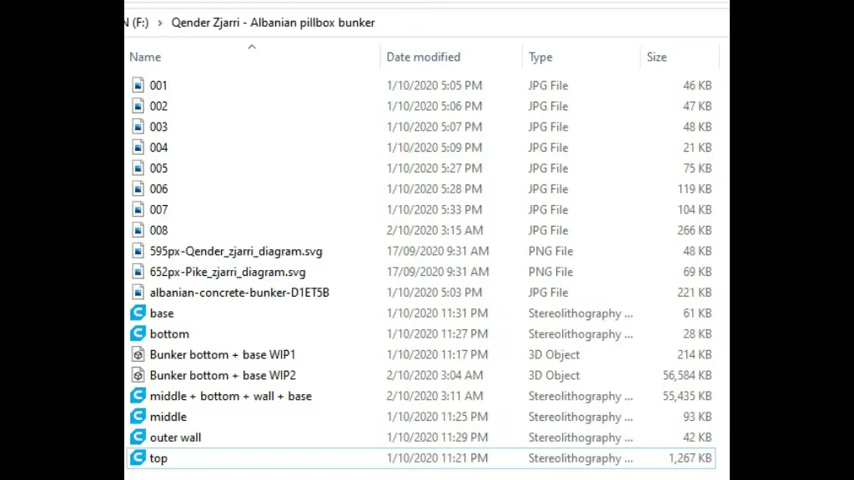 N (F:) › Qender Zjarri - Albanian pillbox bunker
Name Date modified Type Size
001 1/10/2020 5:05 PM JPG File 46 KB
002 1/10/2020 5:06 PM JPG File 47 KB
003 1/10/2020 5:07 PM JPG File 48 KB
004 1/10/2020 5:09 PM JPG File 21 KB
005 1/10/2020 5:27 PM JPG File 75 KB
006 1/10/2020 5:28 PM JPG File 119 KB
007 1/10/2020 5:33 PM JPG File 104 KB
008 2/10/2020 3:15 AM JPG File 266 KB
595px-Qender_zjarri_diagram.svg 17/09/2020 9:31 AM PNG File 48 KB
652px-Pike_zjarri_diagram.svg 17/09/2020 9:31 AM PNG File 69 KB
albanian-concrete-bunker-D1ET5B 1/10/2020 5:03 PM JPG File 221 KB
base 1/10/2020 11:31 PM Stereolithography ... 61 KB
bottom 1/10/2020 11:27 PM Stereolithography ... 28 KB
Bunker bottom + base WIP1 1/10/2020 11:17 PM 3D Object 214 KB
Bunker bottom + base WIP2 2/10/2020 3:04 AM 3D Object 56,584 KB
middle + bottom + wall + base 2/10/2020 3:11 AM Stereolithography ... 55,435 KB
middle 1/10/2020 11:25 PM Stereolithography ... 93 KB
outer wall 1/10/2020 11:29 PM Stereolithography ... 42 KB
top 1/10/2020 11:21 PM Stereolithography ... 1,267 KB